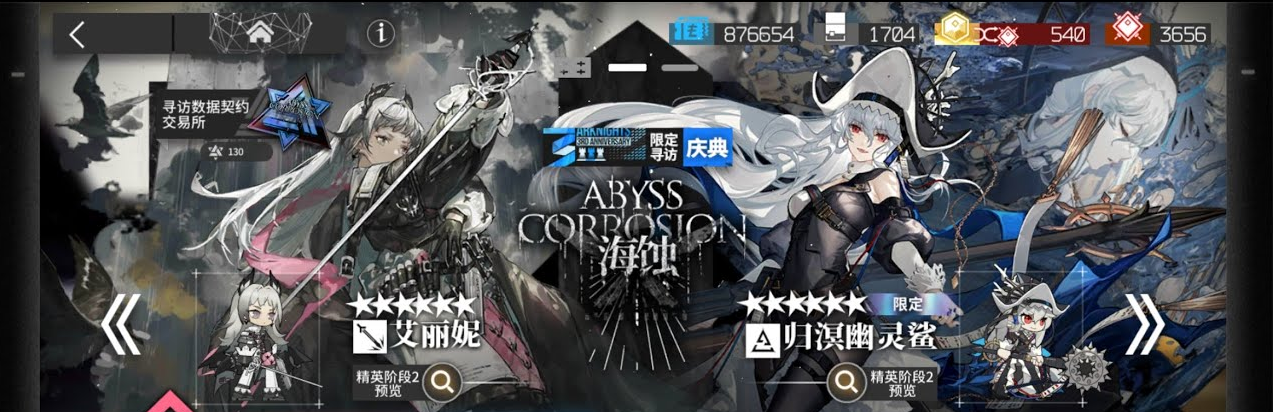 876654
1704
540
3656
寻访数据契约
交易所
130
ARKNIGHTS
3RD ANNIVERSARY
限定
寻访
庆典
ABYSS
CORROSION
海蚀
艾丽妮
限定
归溟幽灵鲨
精英阶段2
预览
精英阶段2
预览